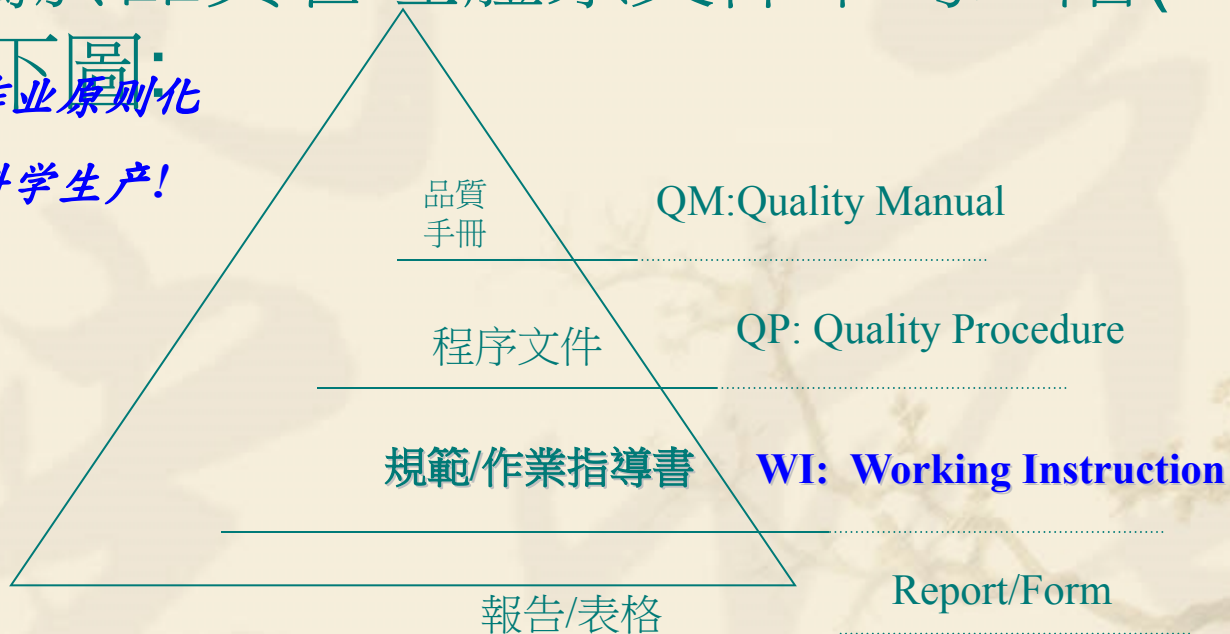 下圖:
作业原则化
科学生产!
品質
手冊
QM:Quality Manual
程序文件
QP: Quality Procedure
規範/作業指導書
WI: Working Instruction
報告/表格
Report/Form